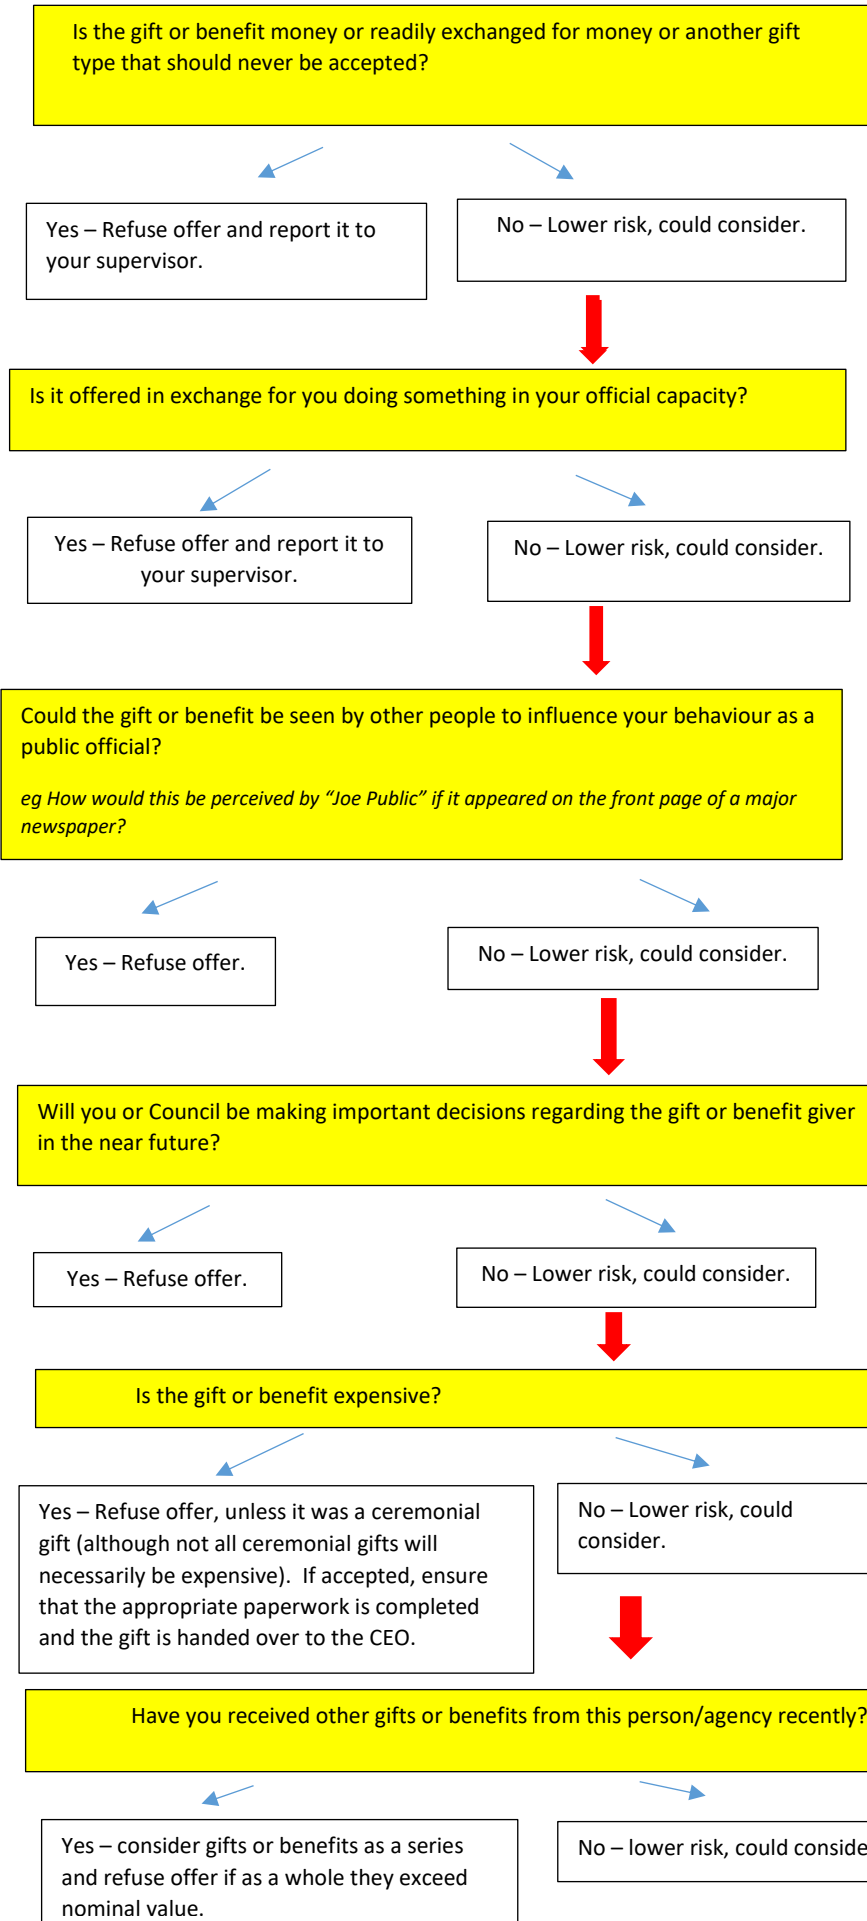 Is the gift or benefit money or readily exchanged for money or another gift
type that should never be accepted?
Yes – Refuse offer and report it to
your supervisor.
No – Lower risk, could consider.
Is it offered in exchange for you doing something in your official capacity?
Yes – Refuse offer and report it to
your supervisor.
No – Lower risk, could consider.
Could the gift or benefit be seen by other people to influence your behaviour as a
public official?
eg How would this be perceived by “Joe Public” if it appeared on the front page of a major
newspaper?
Yes – Refuse offer.
No – Lower risk, could consider.
Will you or Council be making important decisions regarding the gift or benefit giver
in the near future?
Yes – Refuse offer.
No – Lower risk, could consider.
Is the gift or benefit expensive?
Yes – Refuse offer, unless it was a ceremonial
gift (although not all ceremonial gifts will
necessarily be expensive). If accepted, ensure
that the appropriate paperwork is completed
and the gift is handed over to the CEO.
No – Lower risk, could
consider.
Have you received other gifts or benefits from this person/agency recently?
Yes – consider gifts or benefits as a series
and refuse offer if as a whole they exceed
nominal value.
No – lower risk, could conside